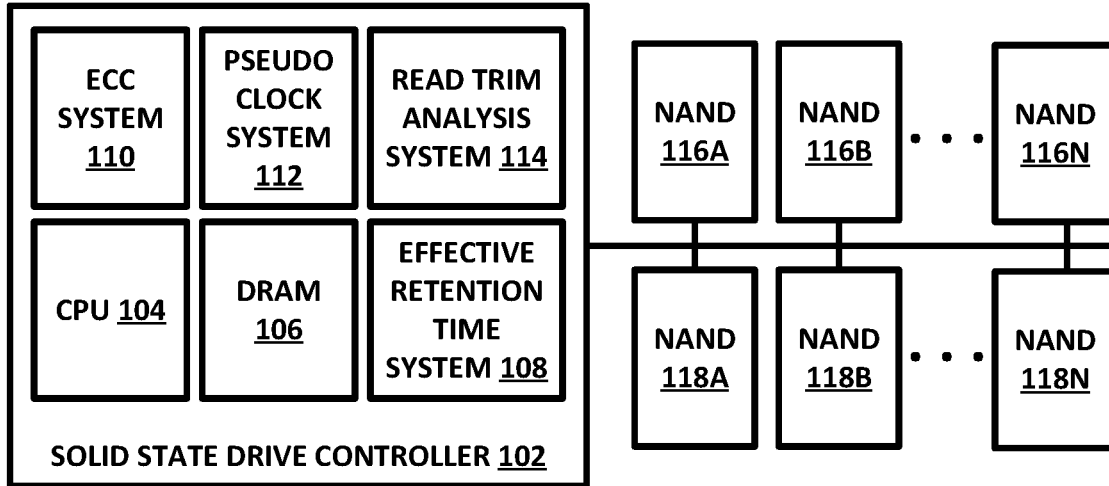 ECC
SYSTEM
110
PSEUDO
CLOCK
SYSTEM
112
READ TRIM
ANALYSIS
SYSTEM 114
CPU 104
DRAM
106
EFFECTIVE
RETENTION
TIME
SYSTEM 108
SOLID STATE DRIVE CONTROLLER 102
NAND
116A
NAND
116B
NAND
116N
NAND
118A
NAND
118B
NAND
118N